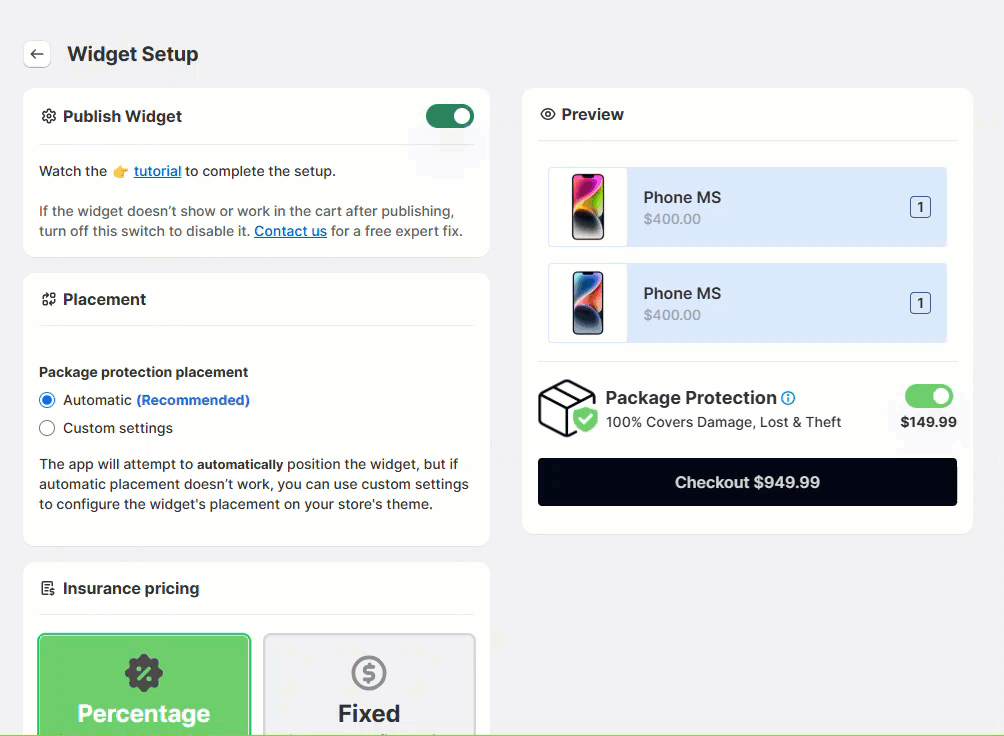 Widget Setup
Publish Widget
Watch the 👉 tutorial to complete the setup.
If the widget doesn’t show or work in the cart after publishing,
turn off this switch to disable it. Contact us for a free expert fix.
Placement
Package protection placement
Automatic (Recommended)
Custom settings
The app will attempt to automatically position the widget, but if
automatic placement doesn’t work, you can use custom settings
to configure the widget's placement on your store's theme.
Insurance pricing
Percentage
Fixed
Preview
Phone MS
$400.00
1
Phone MS
$400.00
1
Package Protection
100% Covers Damage, Lost & Theft
$149.99
Checkout $949.99